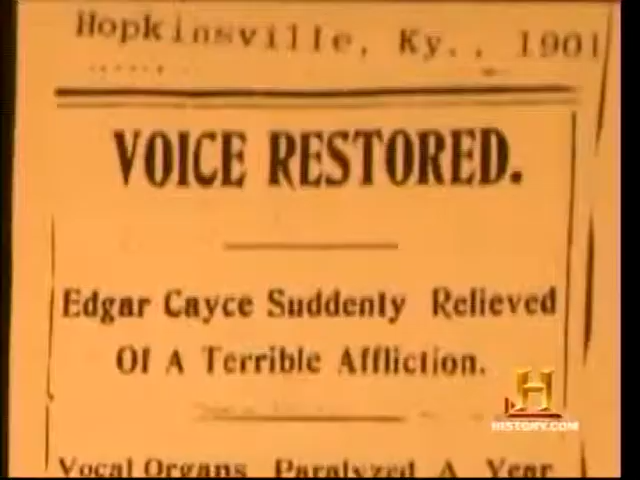 Hopkinsville, Ky., 1901
VOICE RESTORED.
Edgar Cayce Suddenly Relieved
Of A Terrible Affliction.
Vocal Organs Paralyzed A Year
H
HISTORY.COM